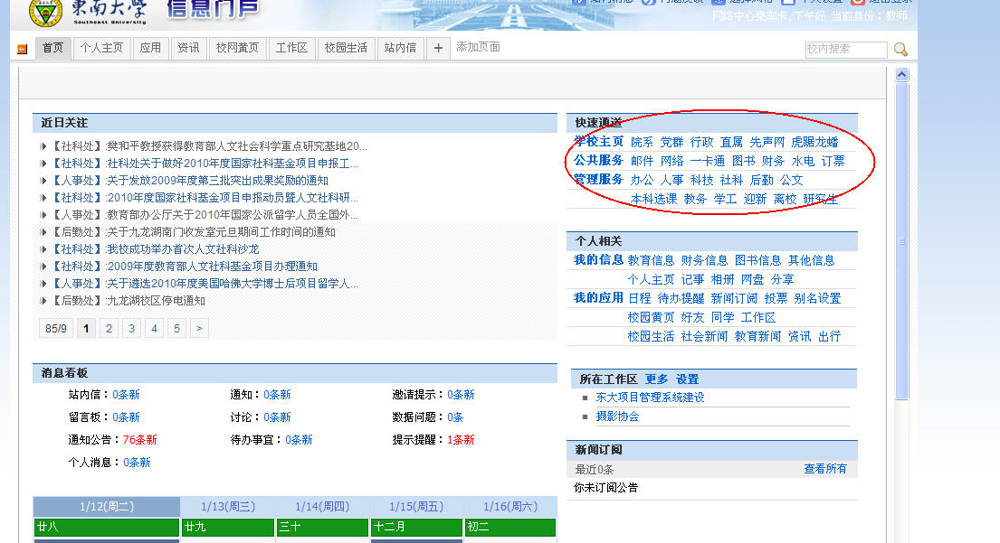 東南大學 信息门户
Southeast University
网络中心乘车卡,下午好 当前身份：教师
首页 个人主页 应用 资讯 校网黄页 工作区 校园生活 站内信 + 添加页面 校内搜索
近日关注
【社科处】:樊和平教授获得教育部人文社会科学重点研究基地20...
【社科处】:社科处关于做好2010年度国家社科基金项目申报工...
【人事处】:关于发放2009年度第三批突出成果奖励的通知
【社科处】:2010年度国家社科基金项目申报动员暨人文社科研...
【人事处】:教育部办公厅关于2010年国家公派留学人员全国外...
【后勤处】:关于九龙湖南门收发室元旦期间工作时间的通知
【社科处】:我校成功举办首次人文社科沙龙
【社科处】:2009年度教育部人文社科基金项目办理通知
【人事处】:关于遴选2010年度美国哈佛大学博士后项目留学人...
【后勤处】:九龙湖校区停电通知
85/9 1 2 3 4 5 >
快速通道
学校主页 院系 党群 行政 直属 先声网 虎踞龙蟠
公共服务 邮件 网络 一卡通 图书 财务 水电 订票
管理服务 办公 人事 科技 社科 后勤 公文
本科选课 教务 学工 迎新 离校 研究生
个人相关
我的信息 教育信息 财务信息 图书信息 其他信息
个人主页 记事 相册 网盘 分享
我的应用 日程 待办提醒 新闻订阅 投票 别名设置
校园黄页 好友 同学 工作区
校园生活 社会新闻 教育新闻 资讯 出行
消息看板
站内信：0条新 通知：0条新 邀请提示：0条新
留言板：0条新 讨论：0条新 数据问题：0条
通知公告：76条新 待办事宜：0条新 提示提醒：1条新
个人消息：0条新
所在工作区 更多 设置
东大项目管理系统建设
摄影协会
新闻订阅
最近0条 查看所有
你未订阅公告
1/12(周二) 1/13(周三) 1/14(周四) 1/15(周五) 1/16(周六)
廿八 廿九 三十 十二月 初二